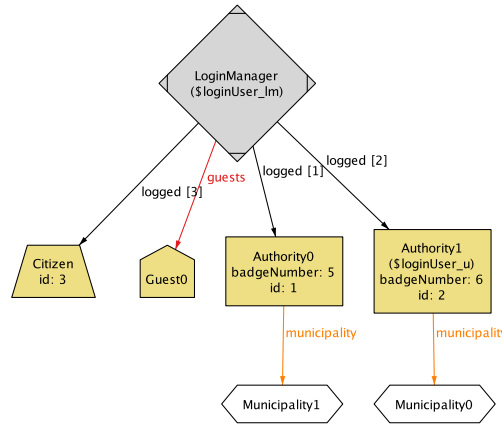 LoginManager
($loginUser_lm)
logged [2]
logged [1]
guests
logged [3]
Citizen
id: 3
Guest0
Authority0
badgeNumber: 5
id: 1
Authority1
($loginUser_u)
badgeNumber: 6
id: 2
municipality
municipality
Municipality1
Municipality0